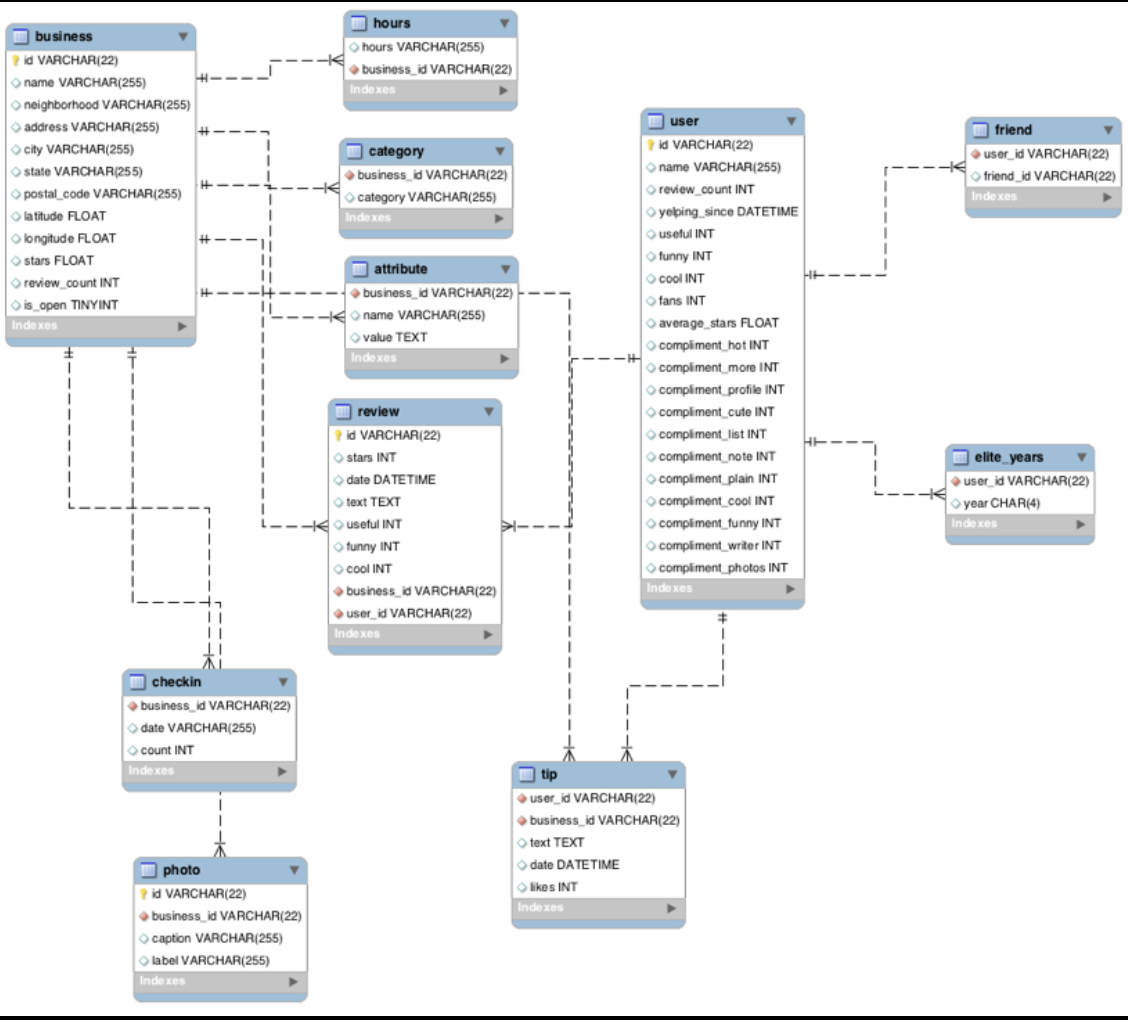 business
id VARCHAR(22)
name VARCHAR(255)
neighborhood VARCHAR(255)
address VARCHAR(255)
city VARCHAR(255)
state VARCHAR(255)
postal_code VARCHAR(255)
latitude FLOAT
longitude FLOAT
stars FLOAT
review_count INT
is_open TINYINT
Indexes
hours
hours VARCHAR(255)
business_id VARCHAR(22)
Indexes
category
business_id VARCHAR(22)
category VARCHAR(255)
Indexes
attribute
business_id VARCHAR(22)
name VARCHAR(255)
value TEXT
Indexes
review
id VARCHAR(22)
stars INT
date DATETIME
text TEXT
useful INT
funny INT
cool INT
business_id VARCHAR(22)
user_id VARCHAR(22)
Indexes
user
id VARCHAR(22)
name VARCHAR(255)
review_count INT
yelping_since DATETIME
useful INT
funny INT
cool INT
fans INT
average_stars FLOAT
compliment_hot INT
compliment_more INT
compliment_profile INT
compliment_cute INT
compliment_list INT
compliment_note INT
compliment_plain INT
compliment_cool INT
compliment_funny INT
compliment_writer INT
compliment_photos INT
Indexes
friend
user_id VARCHAR(22)
friend_id VARCHAR(22)
Indexes
elite_years
user_id VARCHAR(22)
year CHAR(4)
Indexes
checkin
business_id VARCHAR(22)
date VARCHAR(255)
count INT
Indexes
photo
id VARCHAR(22)
business_id VARCHAR(22)
caption VARCHAR(255)
label VARCHAR(255)
Indexes
tip
user_id VARCHAR(22)
business_id VARCHAR(22)
text TEXT
date DATETIME
likes INT
Indexes